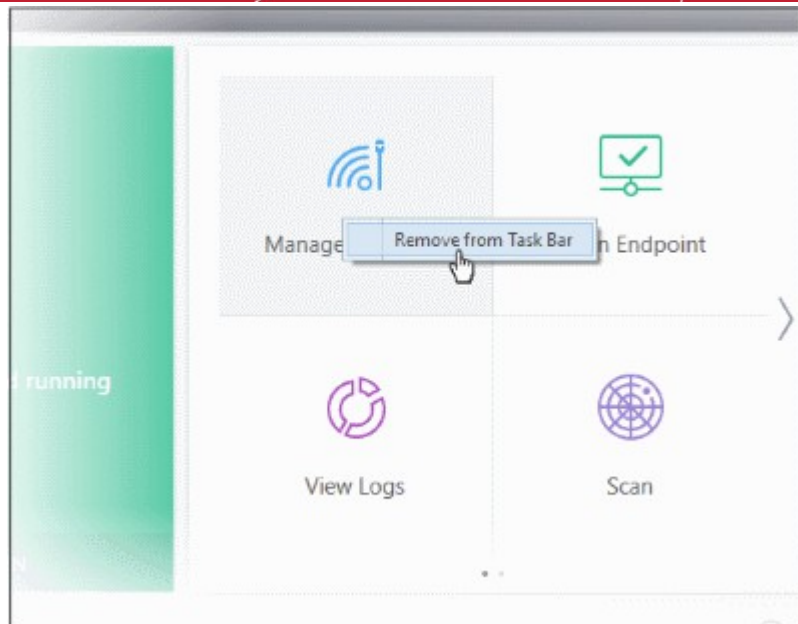 Manage
Remove from Task Bar
n Endpoint
running
View Logs
Scan
N